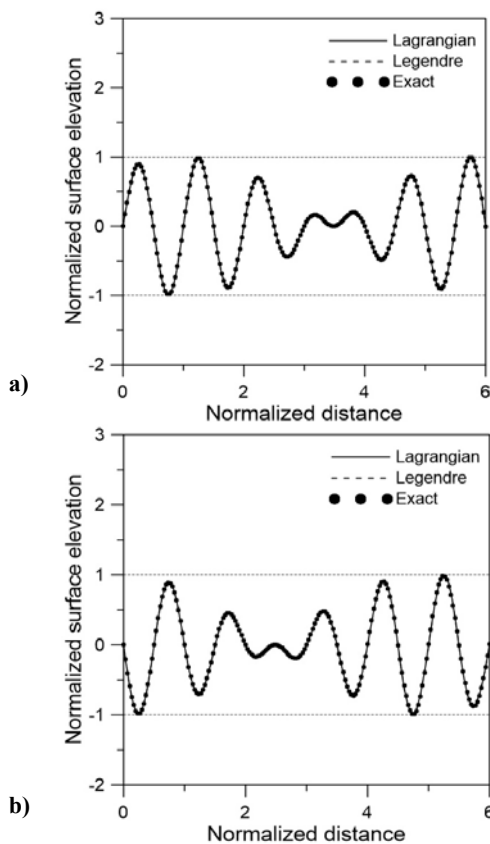 3
Lagrangian
Legendre
Exact
2
1
0
-1
-2
Normalized surface elevation
0
2
4
6
Normalized distance
a)
3
Lagrangian
Legendre
Exact
2
1
0
-1
-2
Normalized surface elevation
0
2
4
6
Normalized distance
b)